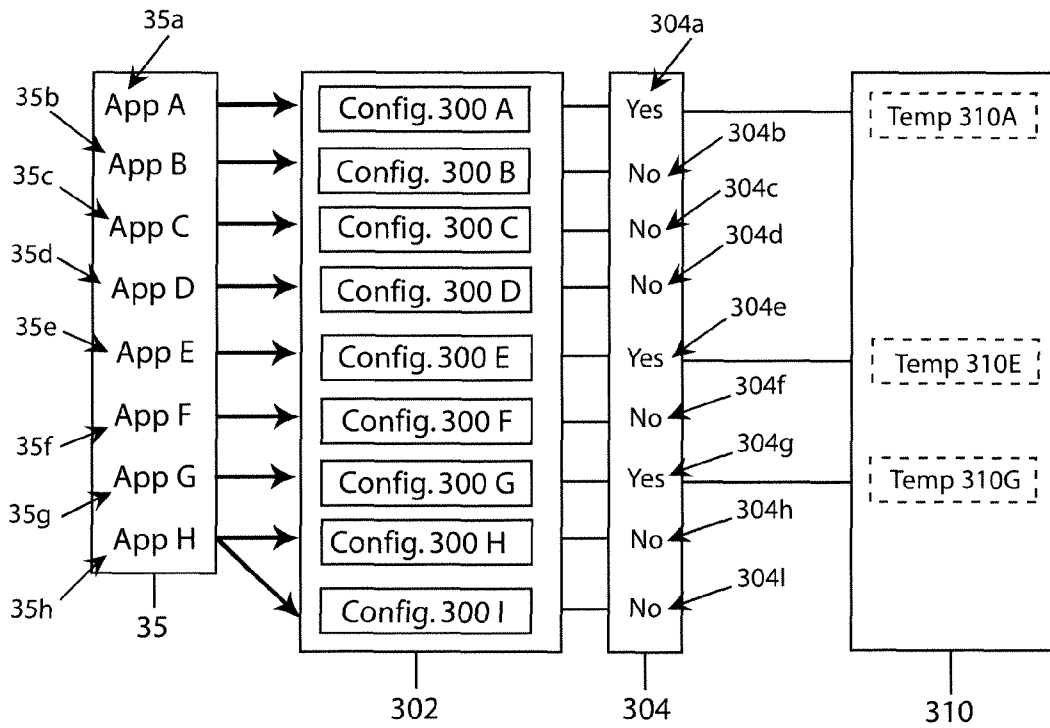 35a
304a
35b
App A
Config. 300 A
Yes
Temp 310A
304b
App B
Config. 300 B
No
35c
304c
App C
Config. 300 C
No
304d
35d
App D
Config. 300 D
No
304e
35e
App E
Config. 300 E
Yes
Temp 310E
304f
App F
Config. 300 F
No
35f
304g
App G
Config. 300 G
Yes
Temp 310G
35g
304h
App H
Config. 300 H
No
304I
35h
35
Config. 300 I
No
302
304
310